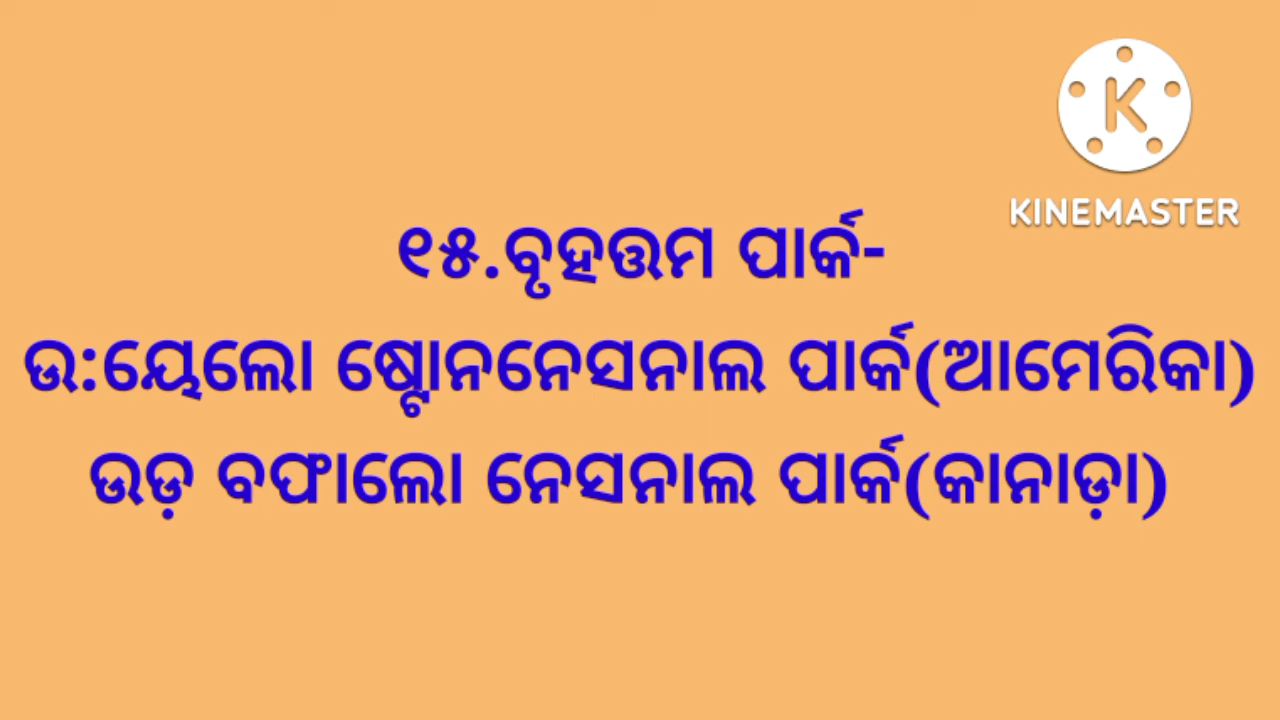 KINEMASTER
୧୫.ବୃହତ୍ତମ ପାର୍କ-
ଉ:ୟେଲୋ ଷ୍ଟୋନନେସନାଲ ପାର୍କ(ଆମେରିକା)
ଉଡ଼ ବଫାଲୋ ନେସନାଲ ପାର୍କ(କାନାଡ଼ା)